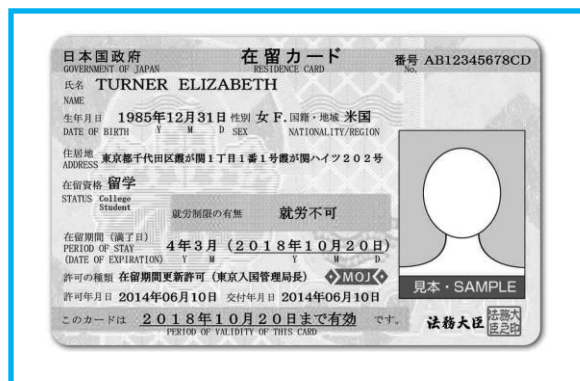 日本国政府 在留カード 番号 AB12345678CD
GOVERNMENT OF JAPAN RESIDENCE CARD No.
氏名 TURNER ELIZABETH
NAME
生年月日 1985年12月31日 性別 女 F. 国籍・地域 米国
DATE OF BIRTH Y M D SEX NATIONALITY/REGION
住居地 東京都千代田区霞が関1丁目1番1号霞が関ハイツ202号
ADDRESS
在留資格 留学
STATUS College
Student
就労制限の有無 就労不可
在留期間(満了日) 4年3月(2018年10月20日)
PERIOD OF STAY
(DATE OF EXPIRATION) Y M Y M D
許可の種類 在留期間更新許可(東京入国管理局長) MOJ
見本・SAMPLE
許可年月日 2014年06月10日 交付年月日 2014年06月10日
このカードは 2018年10月20日まで有効 です。
PERIOD OF VALIDITY OF THIS CARD
法務大臣 法務大臣之印